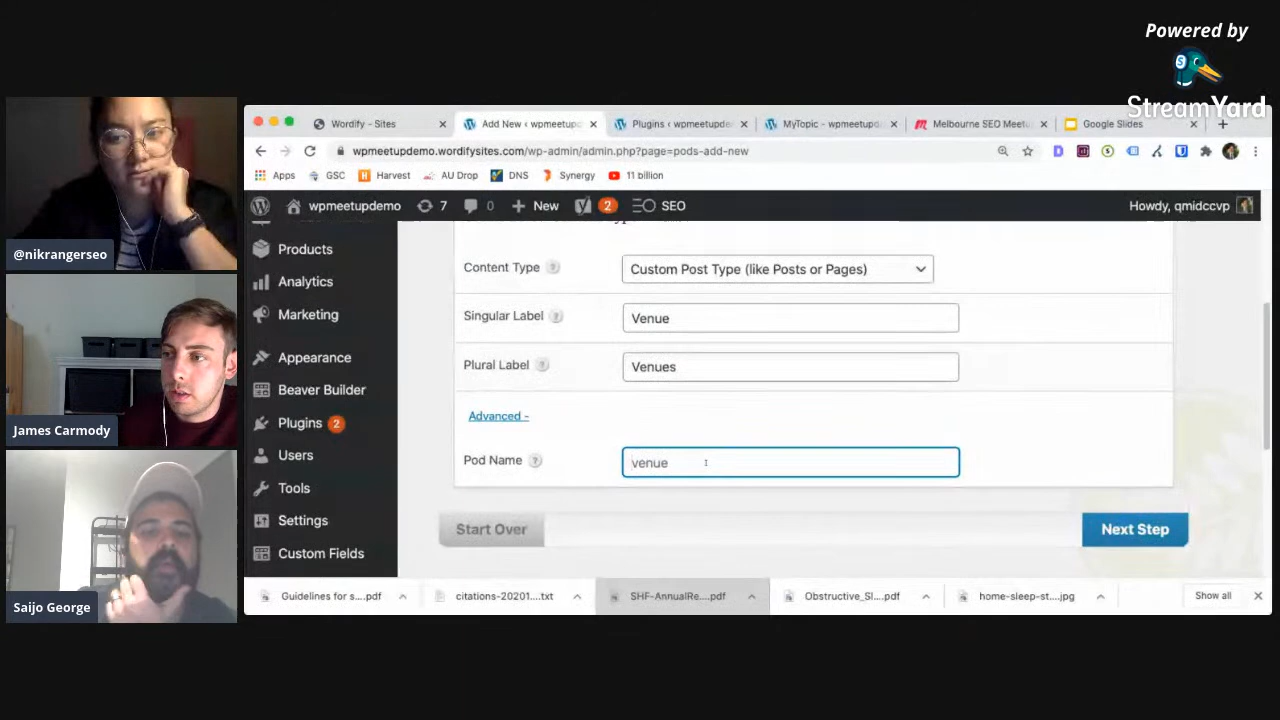 Powered by
StreamYard
@nikrangerseo
James Carmody
Saijo George
Wordify - Sites
Add New ‹ wpmeetup
Plugins ‹ wpmeetupde
MyTopic - wpmeetup
Melbourne SEO Meet
Google Slides
wpmeetupdemo.wordifysites.com/wp-admin/admin.php?page=pods-add-new
Apps
GSC
Harvest
AU Drop
DNS
Synergy
11 billion
wpmeetupdemo
7
0
New
2
SEO
Howdy, qmidccvp
Products
Analytics
Marketing
Appearance
Beaver Builder
Plugins 2
Users
Tools
Settings
Custom Fields
Content Type
Custom Post Type (like Posts or Pages)
Singular Label
Venue
Plural Label
Venues
Advanced -
Pod Name
venue
Start Over
Next Step
Guidelines for s....pdf
citations-20201....txt
SHF-AnnualRe....pdf
Obstructive_Sl....pdf
home-sleep-st....jpg
Show all